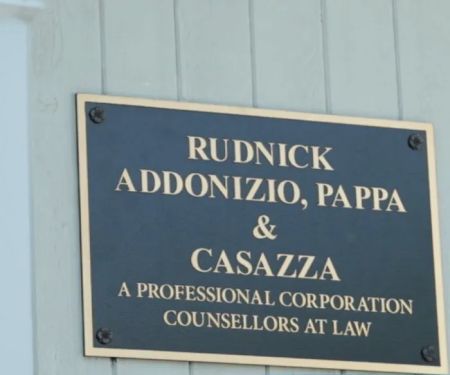 RUDNICK
ADDONIZIO, PAPPA
&
CASAZZA
A PROFESSIONAL CORPORATION
COUNSELLORS AT LAW